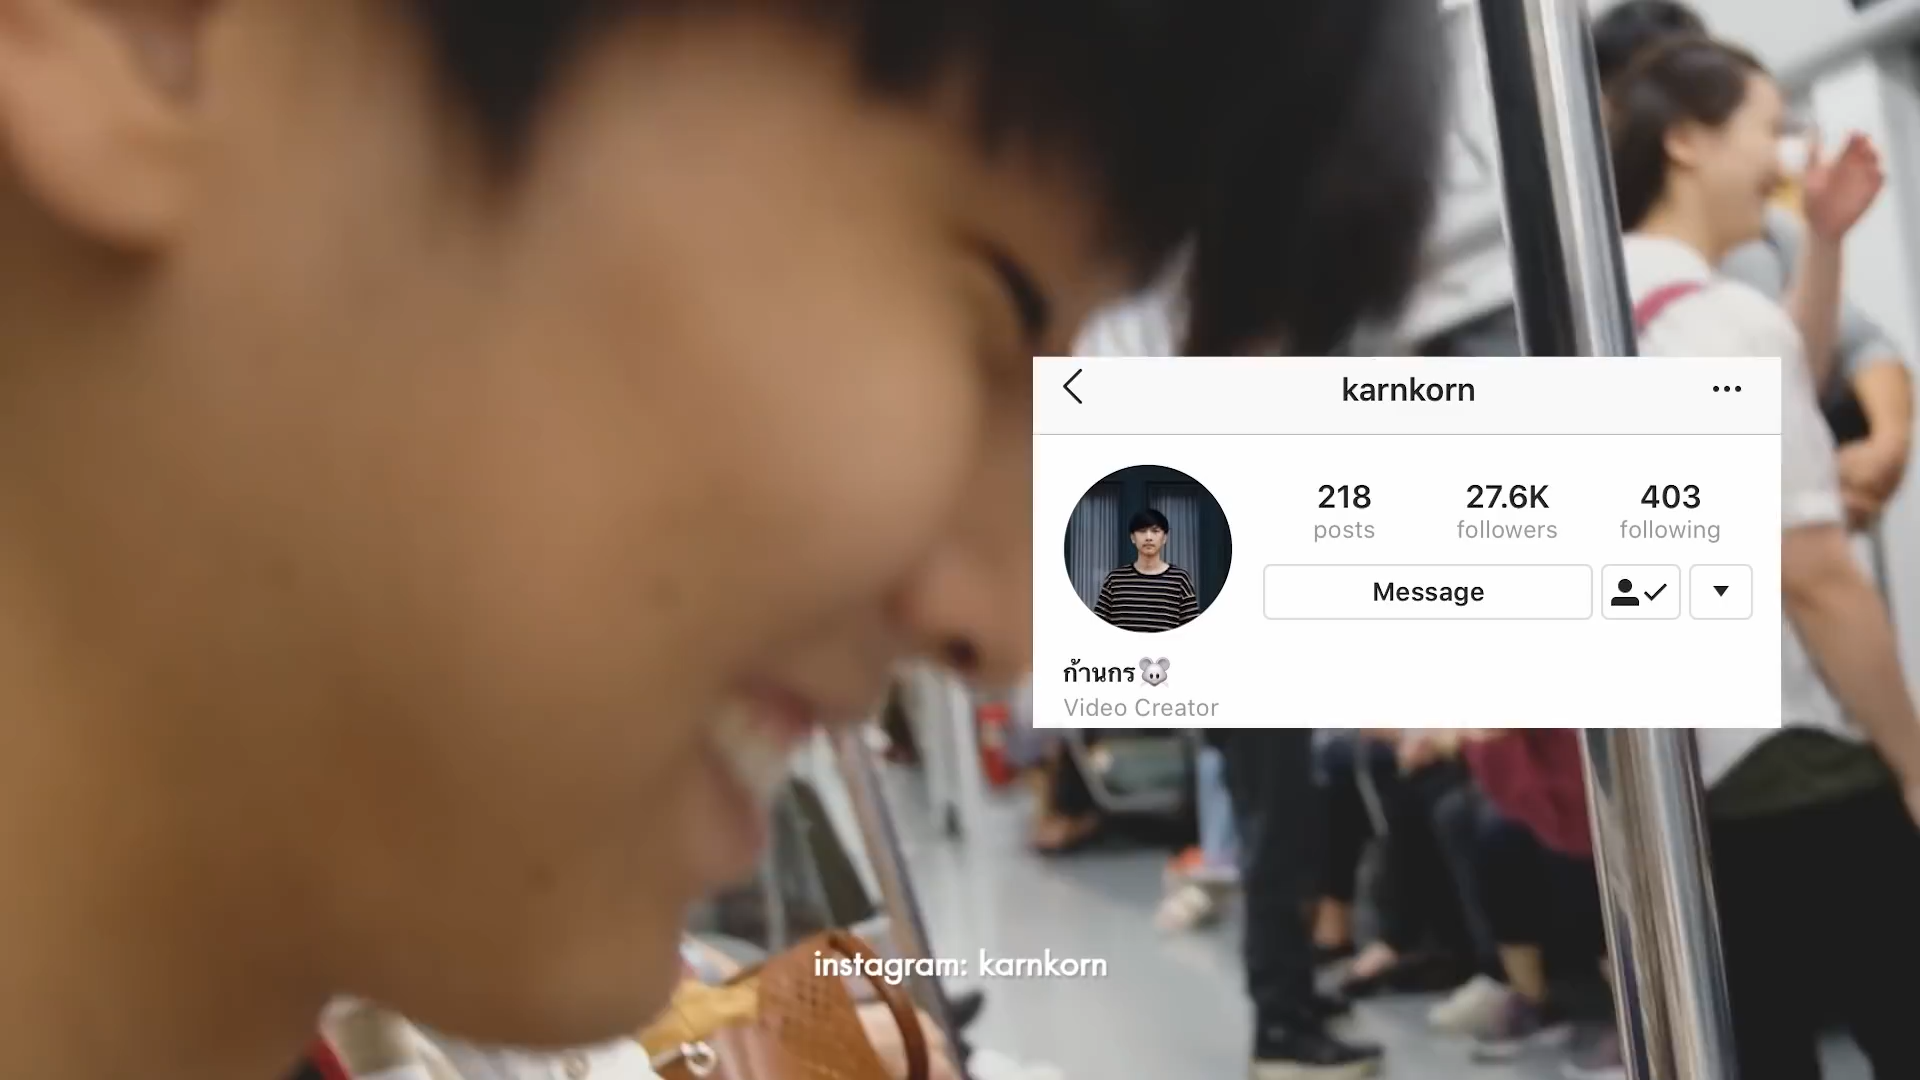 karnkorn
218 27.6K 403
posts followers following
Message
ก้านกร🐭
Video Creator
instagram: karnkorn